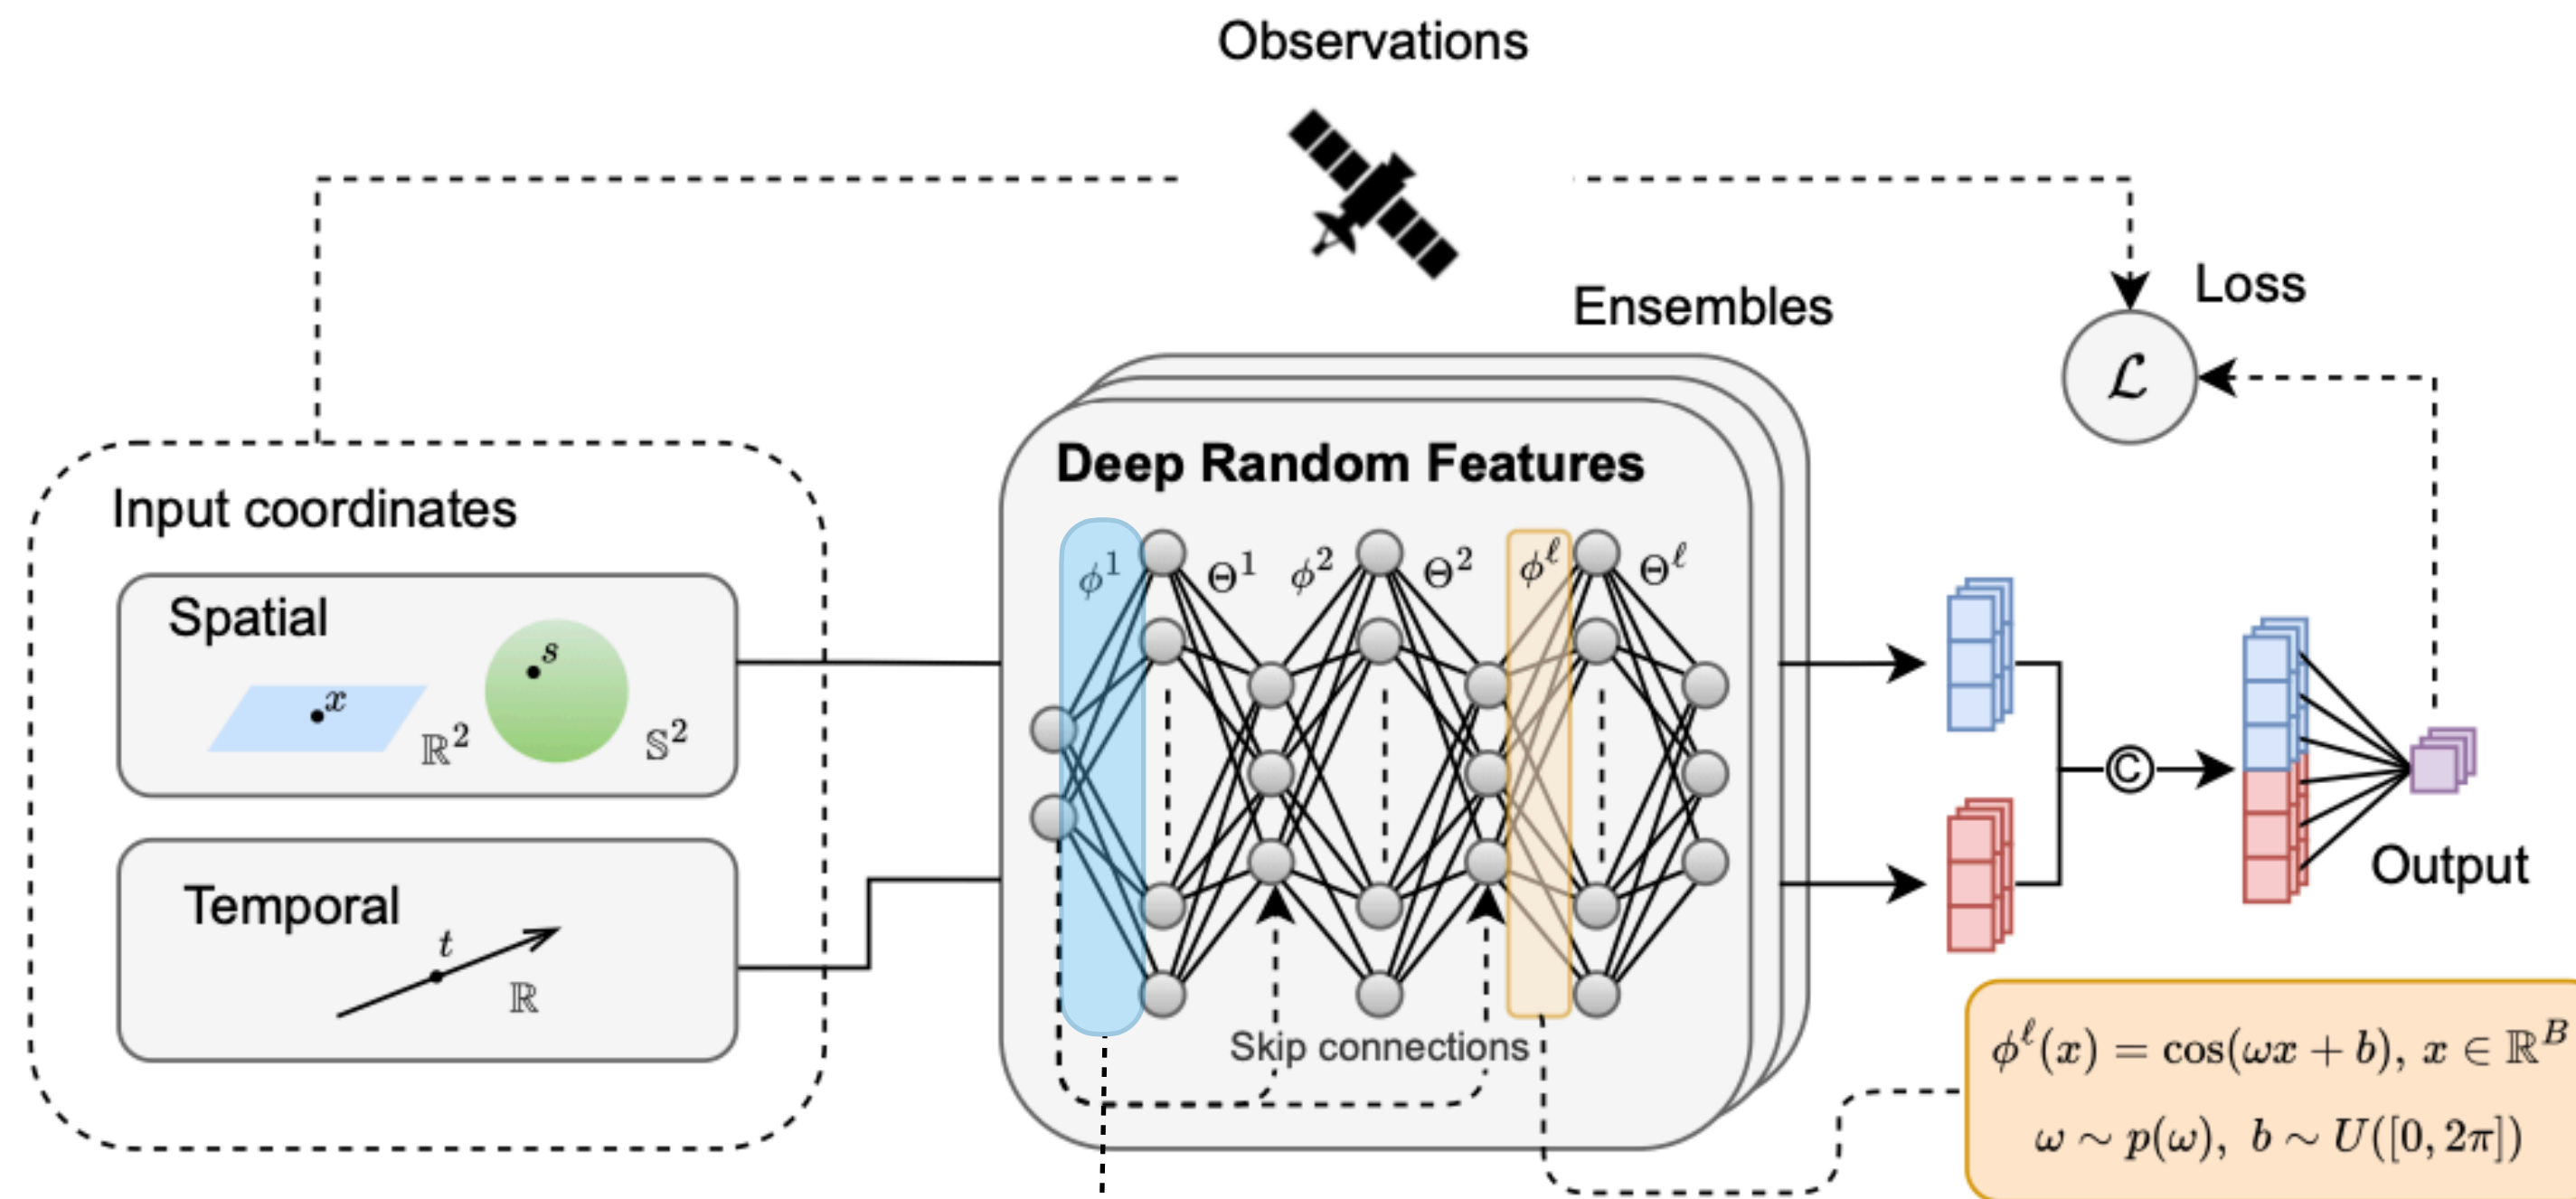 Observations
Ensembles
Loss
ℒ
Deep Random Features
Input coordinates
ϕ¹ Θ¹ ϕ² Θ² ϕ^ℓ Θ^ℓ
Spatial
s
x
ℝ² 𝕊²
Temporal
t
ℝ
©
Output
Skip connections
ϕ^ℓ(x) = cos(ωx + b), x ∈ ℝ^B
ω ∼ p(ω), b ∼ U([0, 2π])